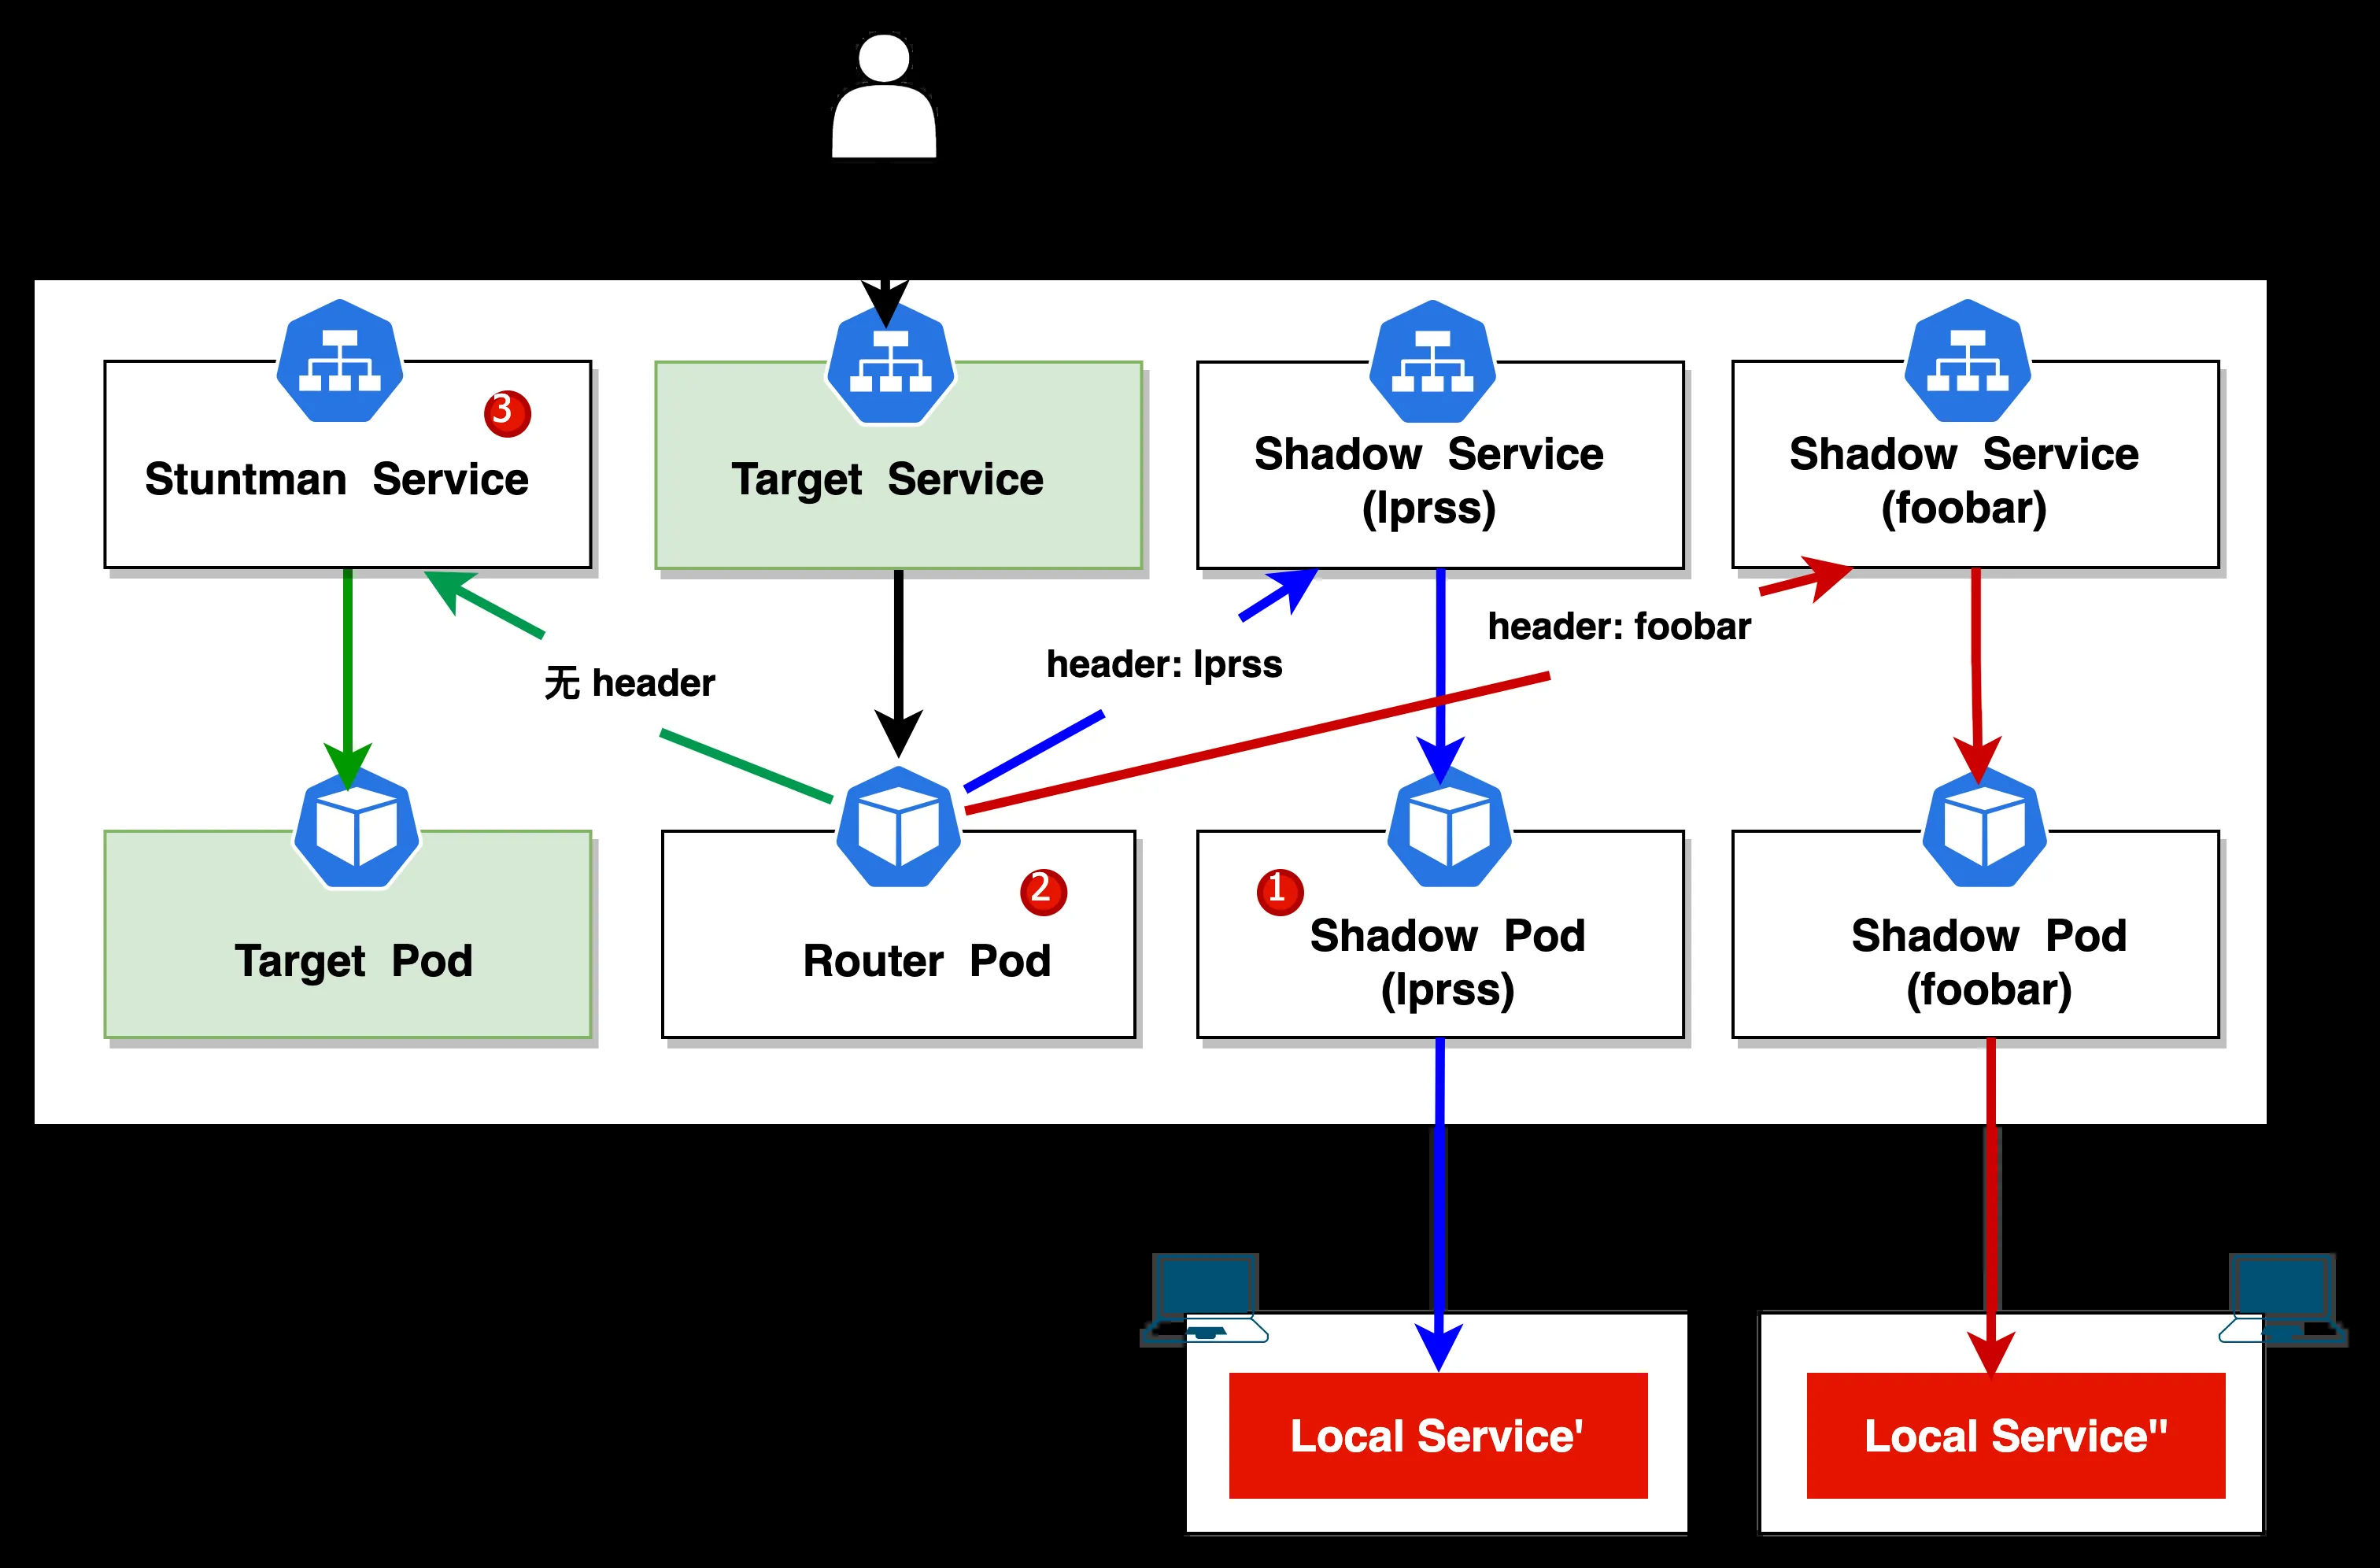 3
Stuntman Service
Target Service
Shadow Service
(lprss)
Shadow Service
(foobar)
无 header
header: lprss
header: foobar
Target Pod
2
Router Pod
1
Shadow Pod
(lprss)
Shadow Pod
(foobar)
Local Service'
Local Service"